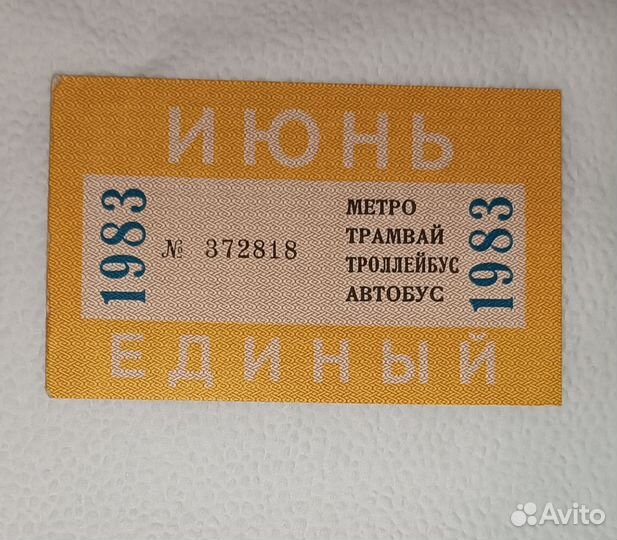 ИЮНЬ
1983
№ 372818
МЕТРО
ТРАМВАЙ
ТРОЛЛЕЙБУС
АВТОБУС
1983
ЕДИНЫЙ
Avito